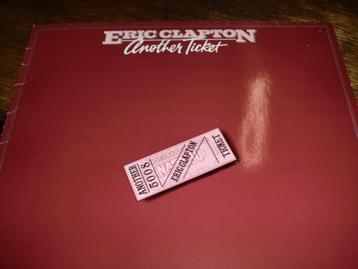 ERIC CLAPTON
Another Ticket
ANOTHER
5008
ERIC CLAPTON
TICKET